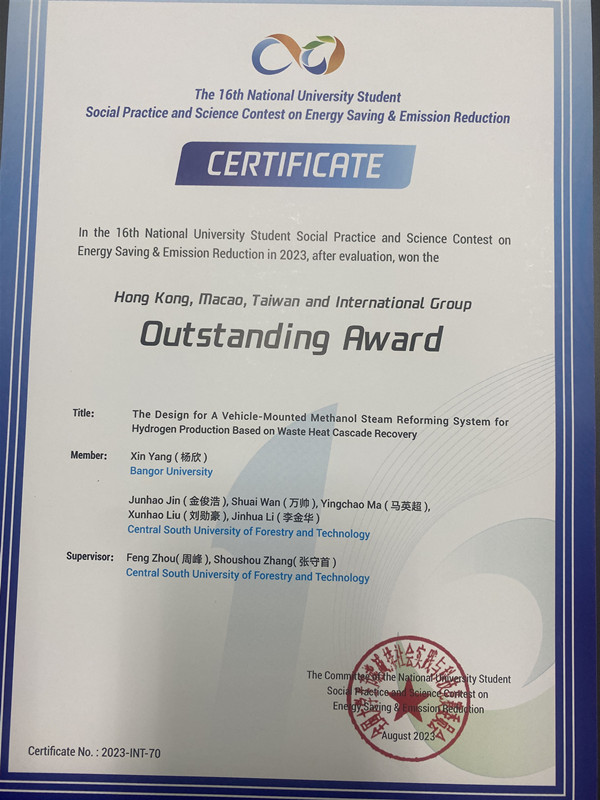 The 16th National University Student
Social Practice and Science Contest on Energy Saving & Emission Reduction
CERTIFICATE
In the 16th National University Student Social Practice and Science Contest on
Energy Saving & Emission Reduction in 2023, after evaluation, won the
Hong Kong, Macao, Taiwan and International Group
Outstanding Award
Title: The Design for A Vehicle-Mounted Methanol Steam Reforming System for
Hydrogen Production Based on Waste Heat Cascade Recovery
Member: Xin Yang ( 杨欣 )
Bangor University
Junhao Jin ( 金俊浩 ), Shuai Wan ( 万帅 ), Yingchao Ma ( 马英超 ),
Xunhao Liu ( 刘勋豪 ), Jinhua Li ( 李金华 )
Central South University of Forestry and Technology
Supervisor: Feng Zhou( 周峰 ), Shoushou Zhang( 张守首 )
Central South University of Forestry and Technology
The Committee of the National University Student
Social Practice and Science Contest on
Energy Saving & Emission Reduction
August 2023
Certificate No. : 2023-INT-70